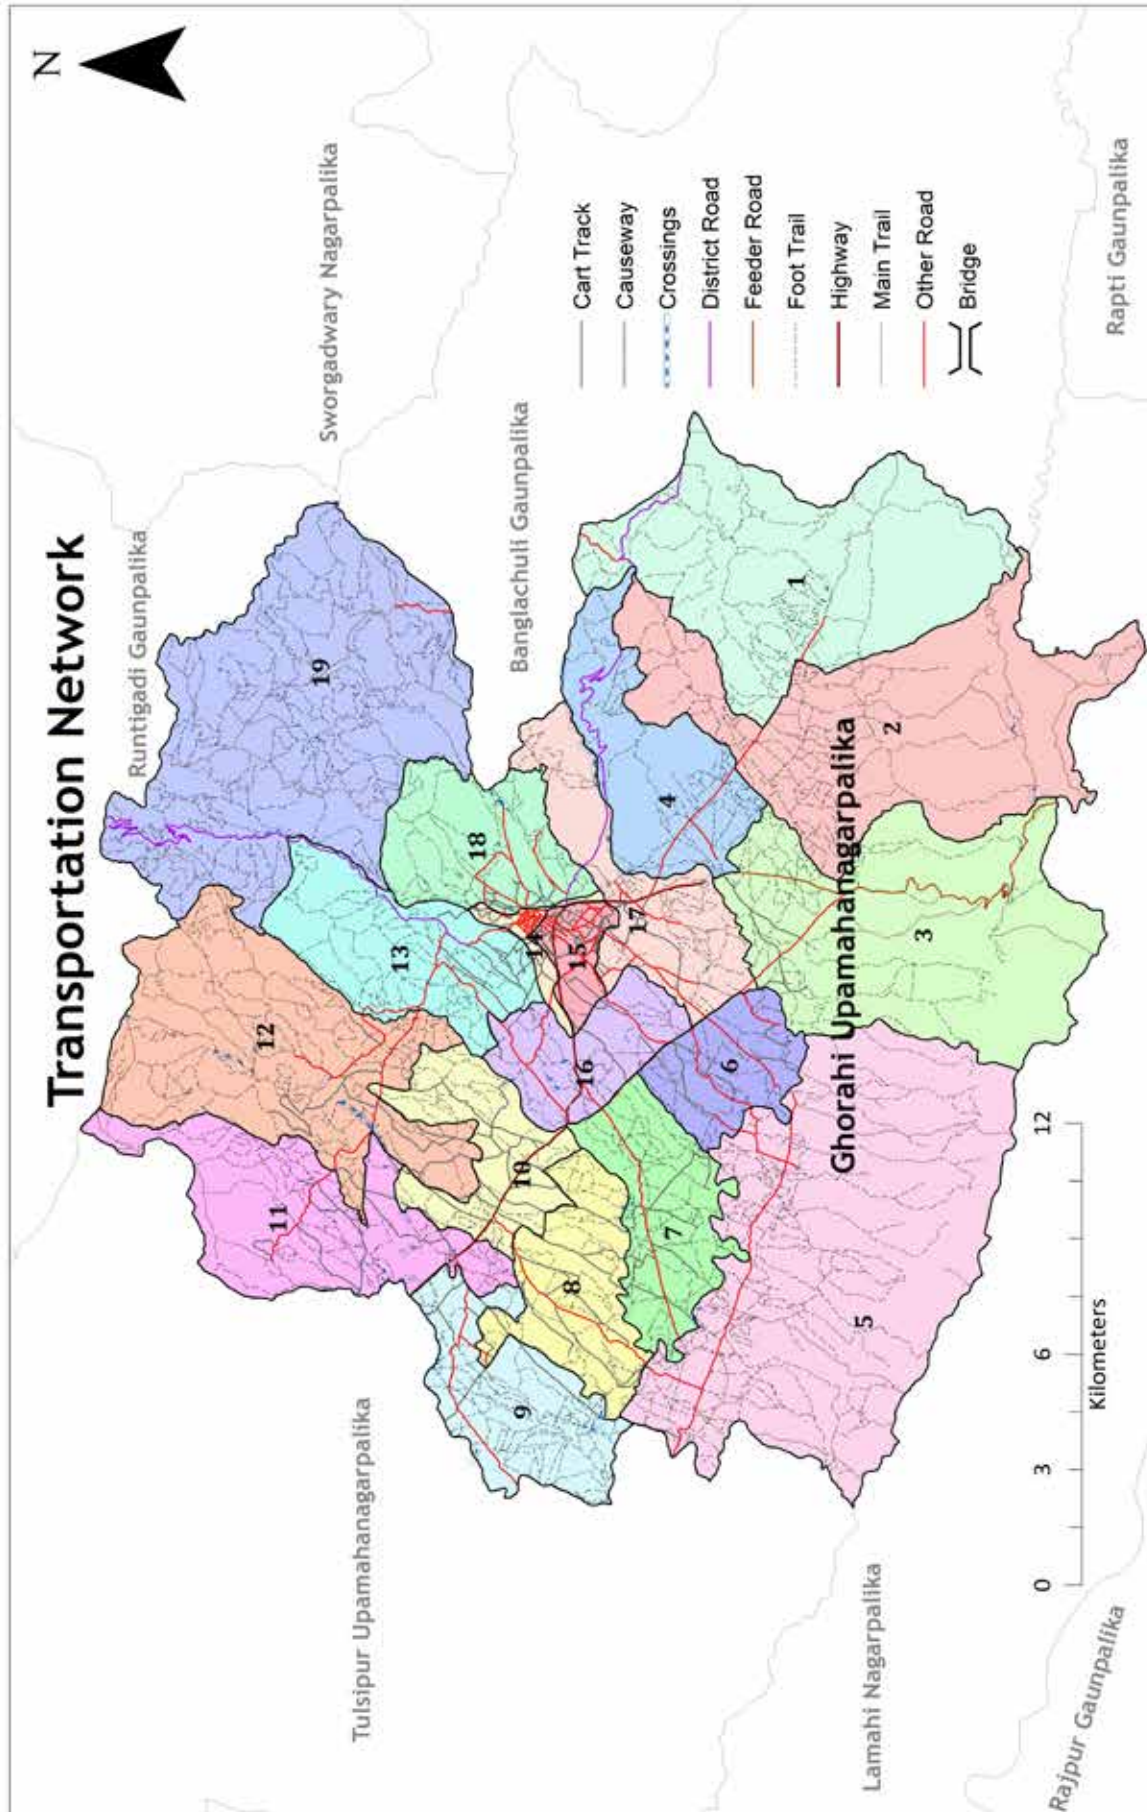 Transportation Network
N
Runtigadi Gaunpalika
Sworgadwary Nagarpalika
Tulsipur Upamahanagarpalika
Banglachuli Gaunpalika
19
11
12
13
18
14
15
17
16
10
9
8
7
6
4
1
2
3
5
Ghorahi Upamahanagarpalika
Cart Track
Causeway
Crossings
District Road
Feeder Road
Foot Trail
Highway
Main Trail
Other Road
Bridge
Lamahi Nagarpalika
Rajpur Gaunpalika
Rapti Gaunpalika
0 3 6 12
Kilometers